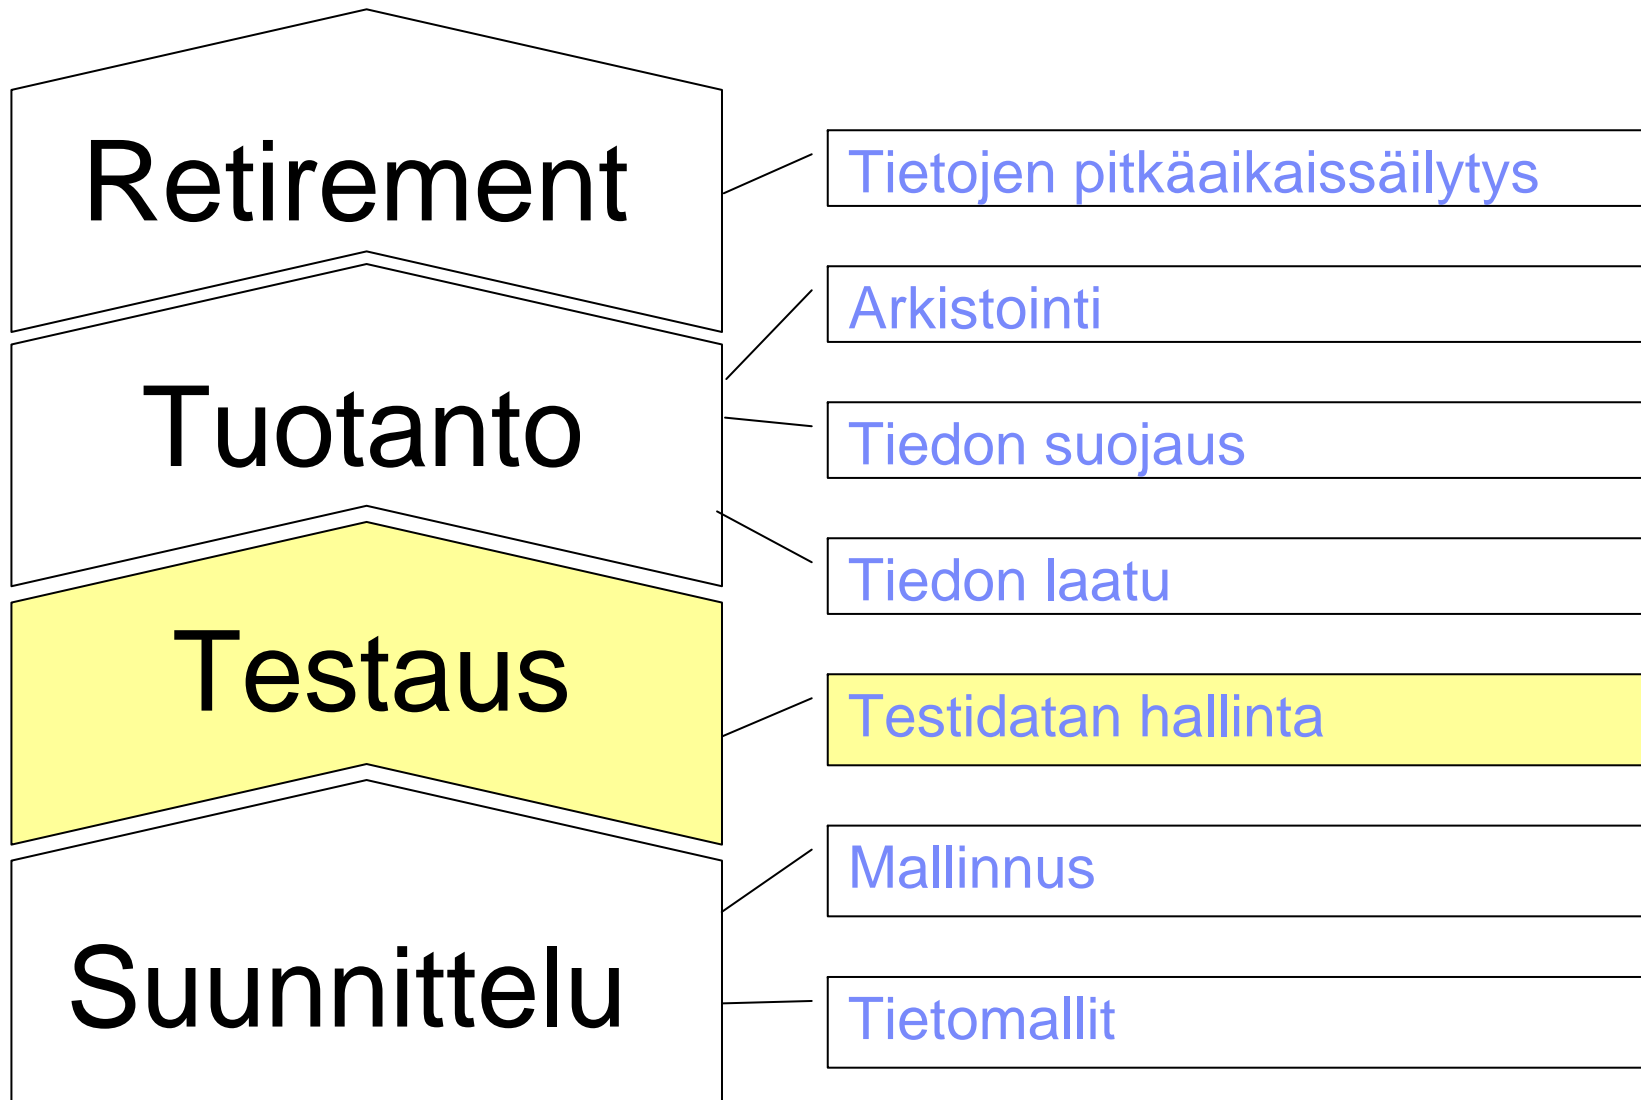 Retirement
Tietojen pitkäaikaissäilytys
Arkistointi
Tuotanto
Tiedon suojaus
Tiedon laatu
Testaus
Testidatan hallinta
Mallinnus
Suunnittelu
Tietomallit